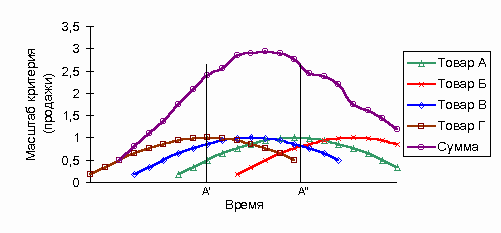 3,5
3
2,5
2
1,5
1
0,5
0
Масштаб критерия
(продажи)
A'
A''
Время
Товар А
Товар Б
Товар В
Товар Г
Сумма